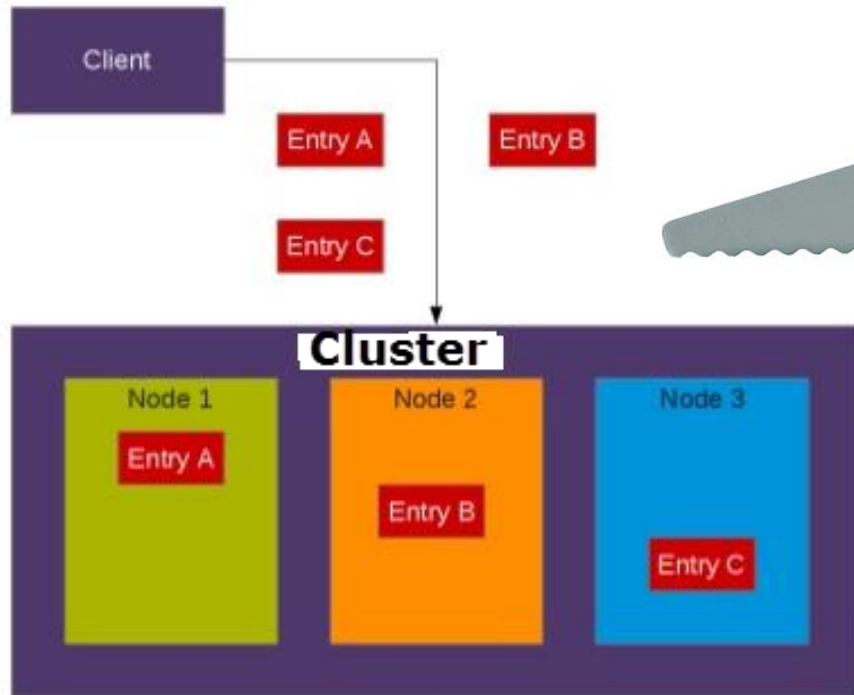 Client
Entry A
Entry B
Entry C
Cluster
Node 1
Node 2
Node 3
Entry A
Entry B
Entry C